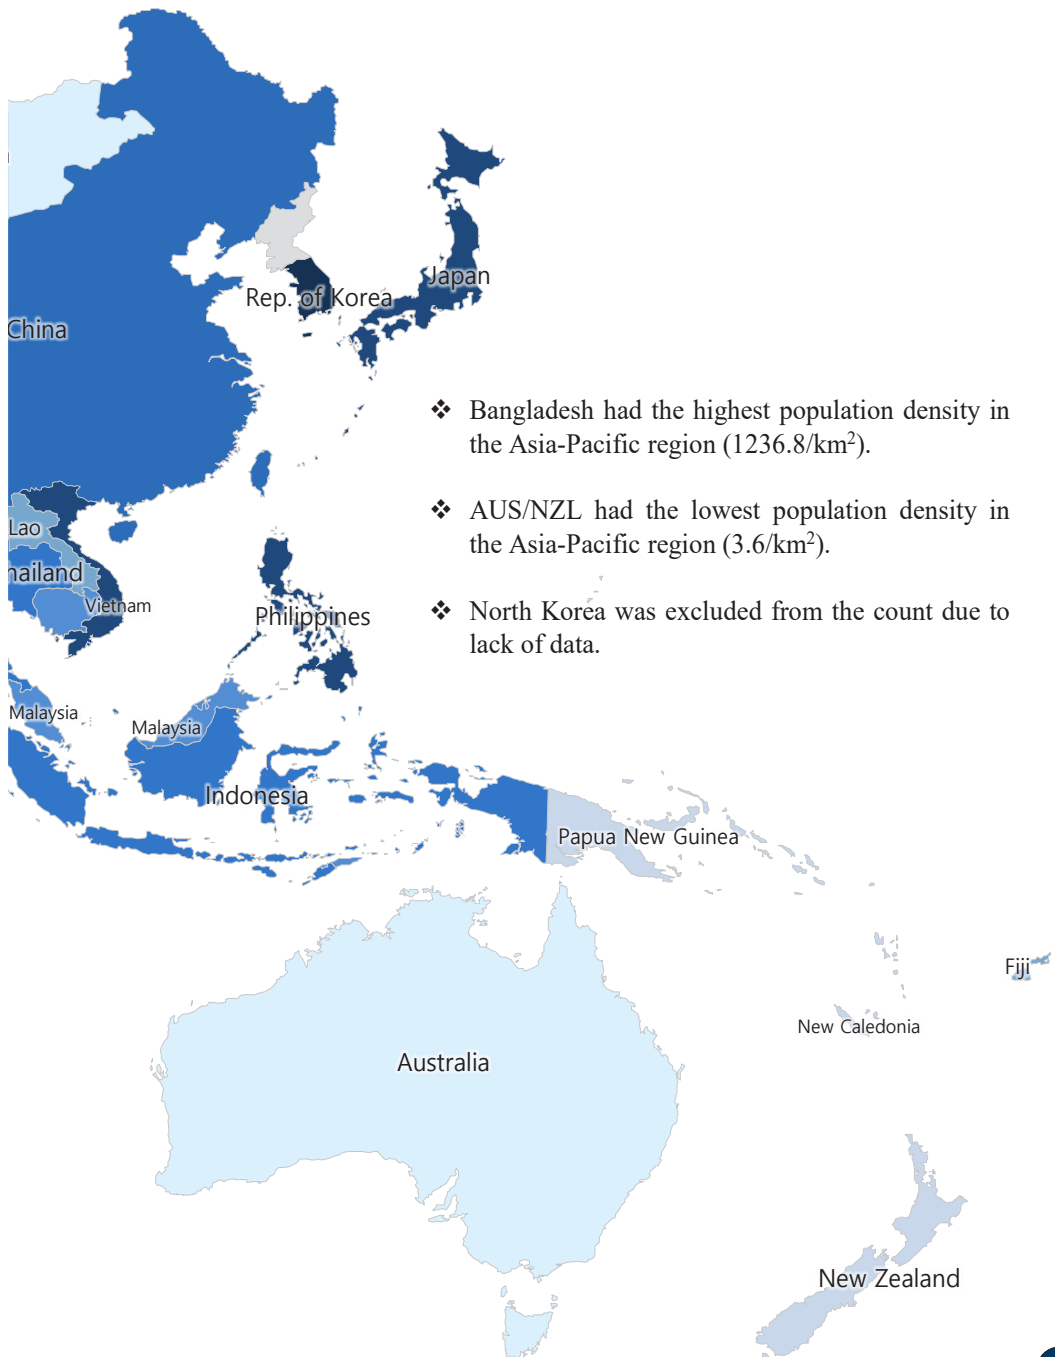 Japan
Rep. of Korea
China
❖ Bangladesh had the highest population density in
the Asia-Pacific region (1236.8/km²).
❖ AUS/NZL had the lowest population density in
the Asia-Pacific region (3.6/km²).
❖ North Korea was excluded from the count due to
lack of data.
Lao
hailand
Vietnam
Philippines
Malaysia
Malaysia
Indonesia
Papua New Guinea
Fiji
New Caledonia
Australia
New Zealand